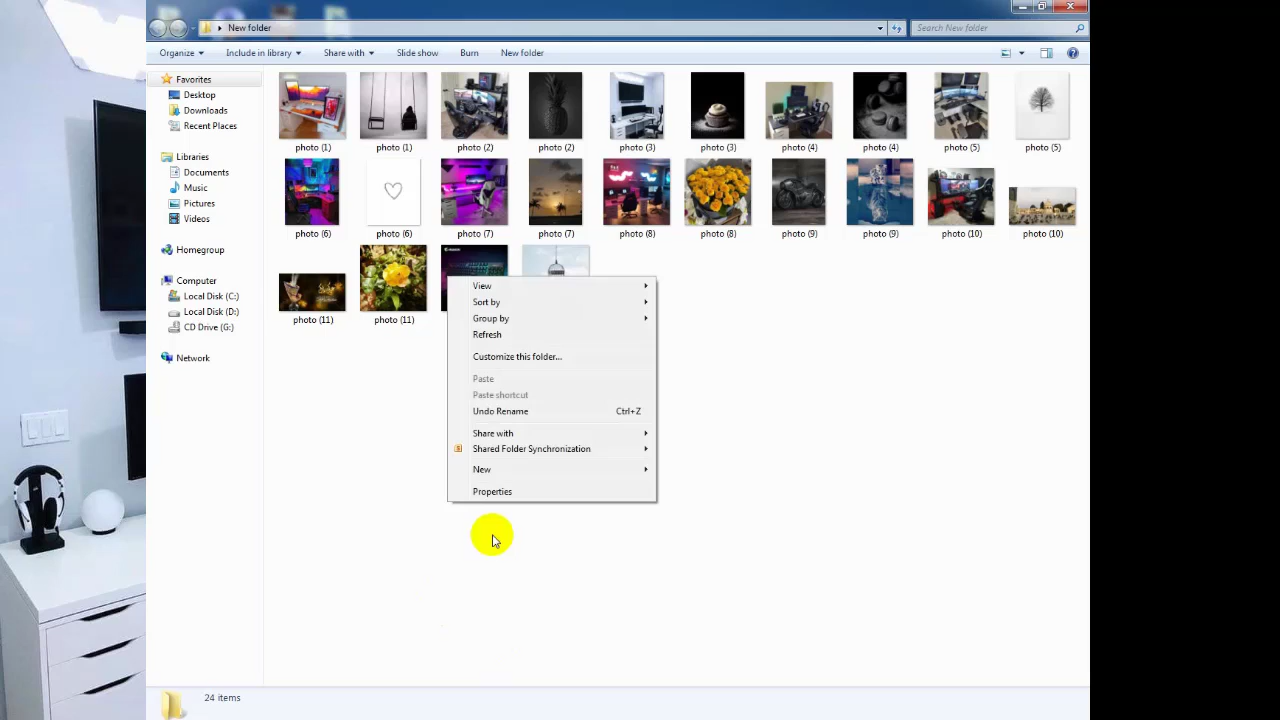 New folder
Search New folder
Organize
Include in library
Share with
Slide show
Burn
New folder
Favorites
Desktop
Downloads
Recent Places
Libraries
Documents
Music
Pictures
Videos
Homegroup
Computer
Local Disk (C:)
Local Disk (D:)
CD Drive (G:)
Network
photo (1)
photo (1)
photo (2)
photo (2)
photo (3)
photo (3)
photo (4)
photo (4)
photo (5)
photo (5)
photo (6)
photo (6)
photo (7)
photo (7)
photo (8)
photo (8)
photo (9)
photo (9)
photo (10)
photo (10)
photo (11)
photo (11)
View
Sort by
Group by
Refresh
Customize this folder...
Paste
Paste shortcut
Undo Rename Ctrl+Z
Share with
Shared Folder Synchronization
New
Properties
24 items